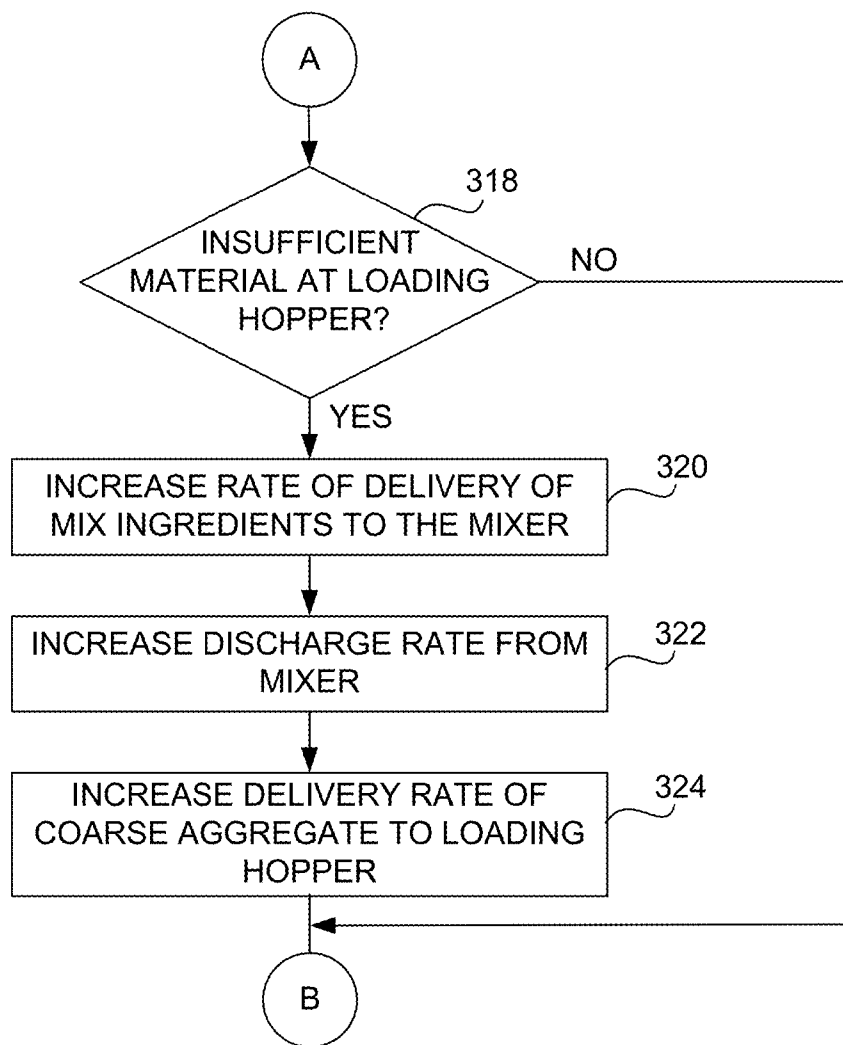 A
318
INSUFFICIENT
MATERIAL AT LOADING
HOPPER?
NO
YES
320
INCREASE RATE OF DELIVERY OF
MIX INGREDIENTS TO THE MIXER
322
INCREASE DISCHARGE RATE FROM
MIXER
324
INCREASE DELIVERY RATE OF
COARSE AGGREGATE TO LOADING
HOPPER
B